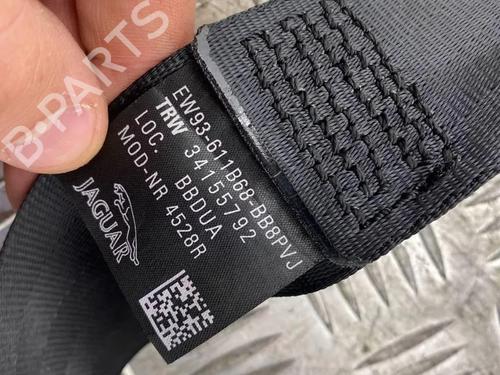 EW93-611B68-BB8PVJ
TRW 34155792
LOC. BBDUA
MOD-NR 4528R
JAGUAR
B-PARTS